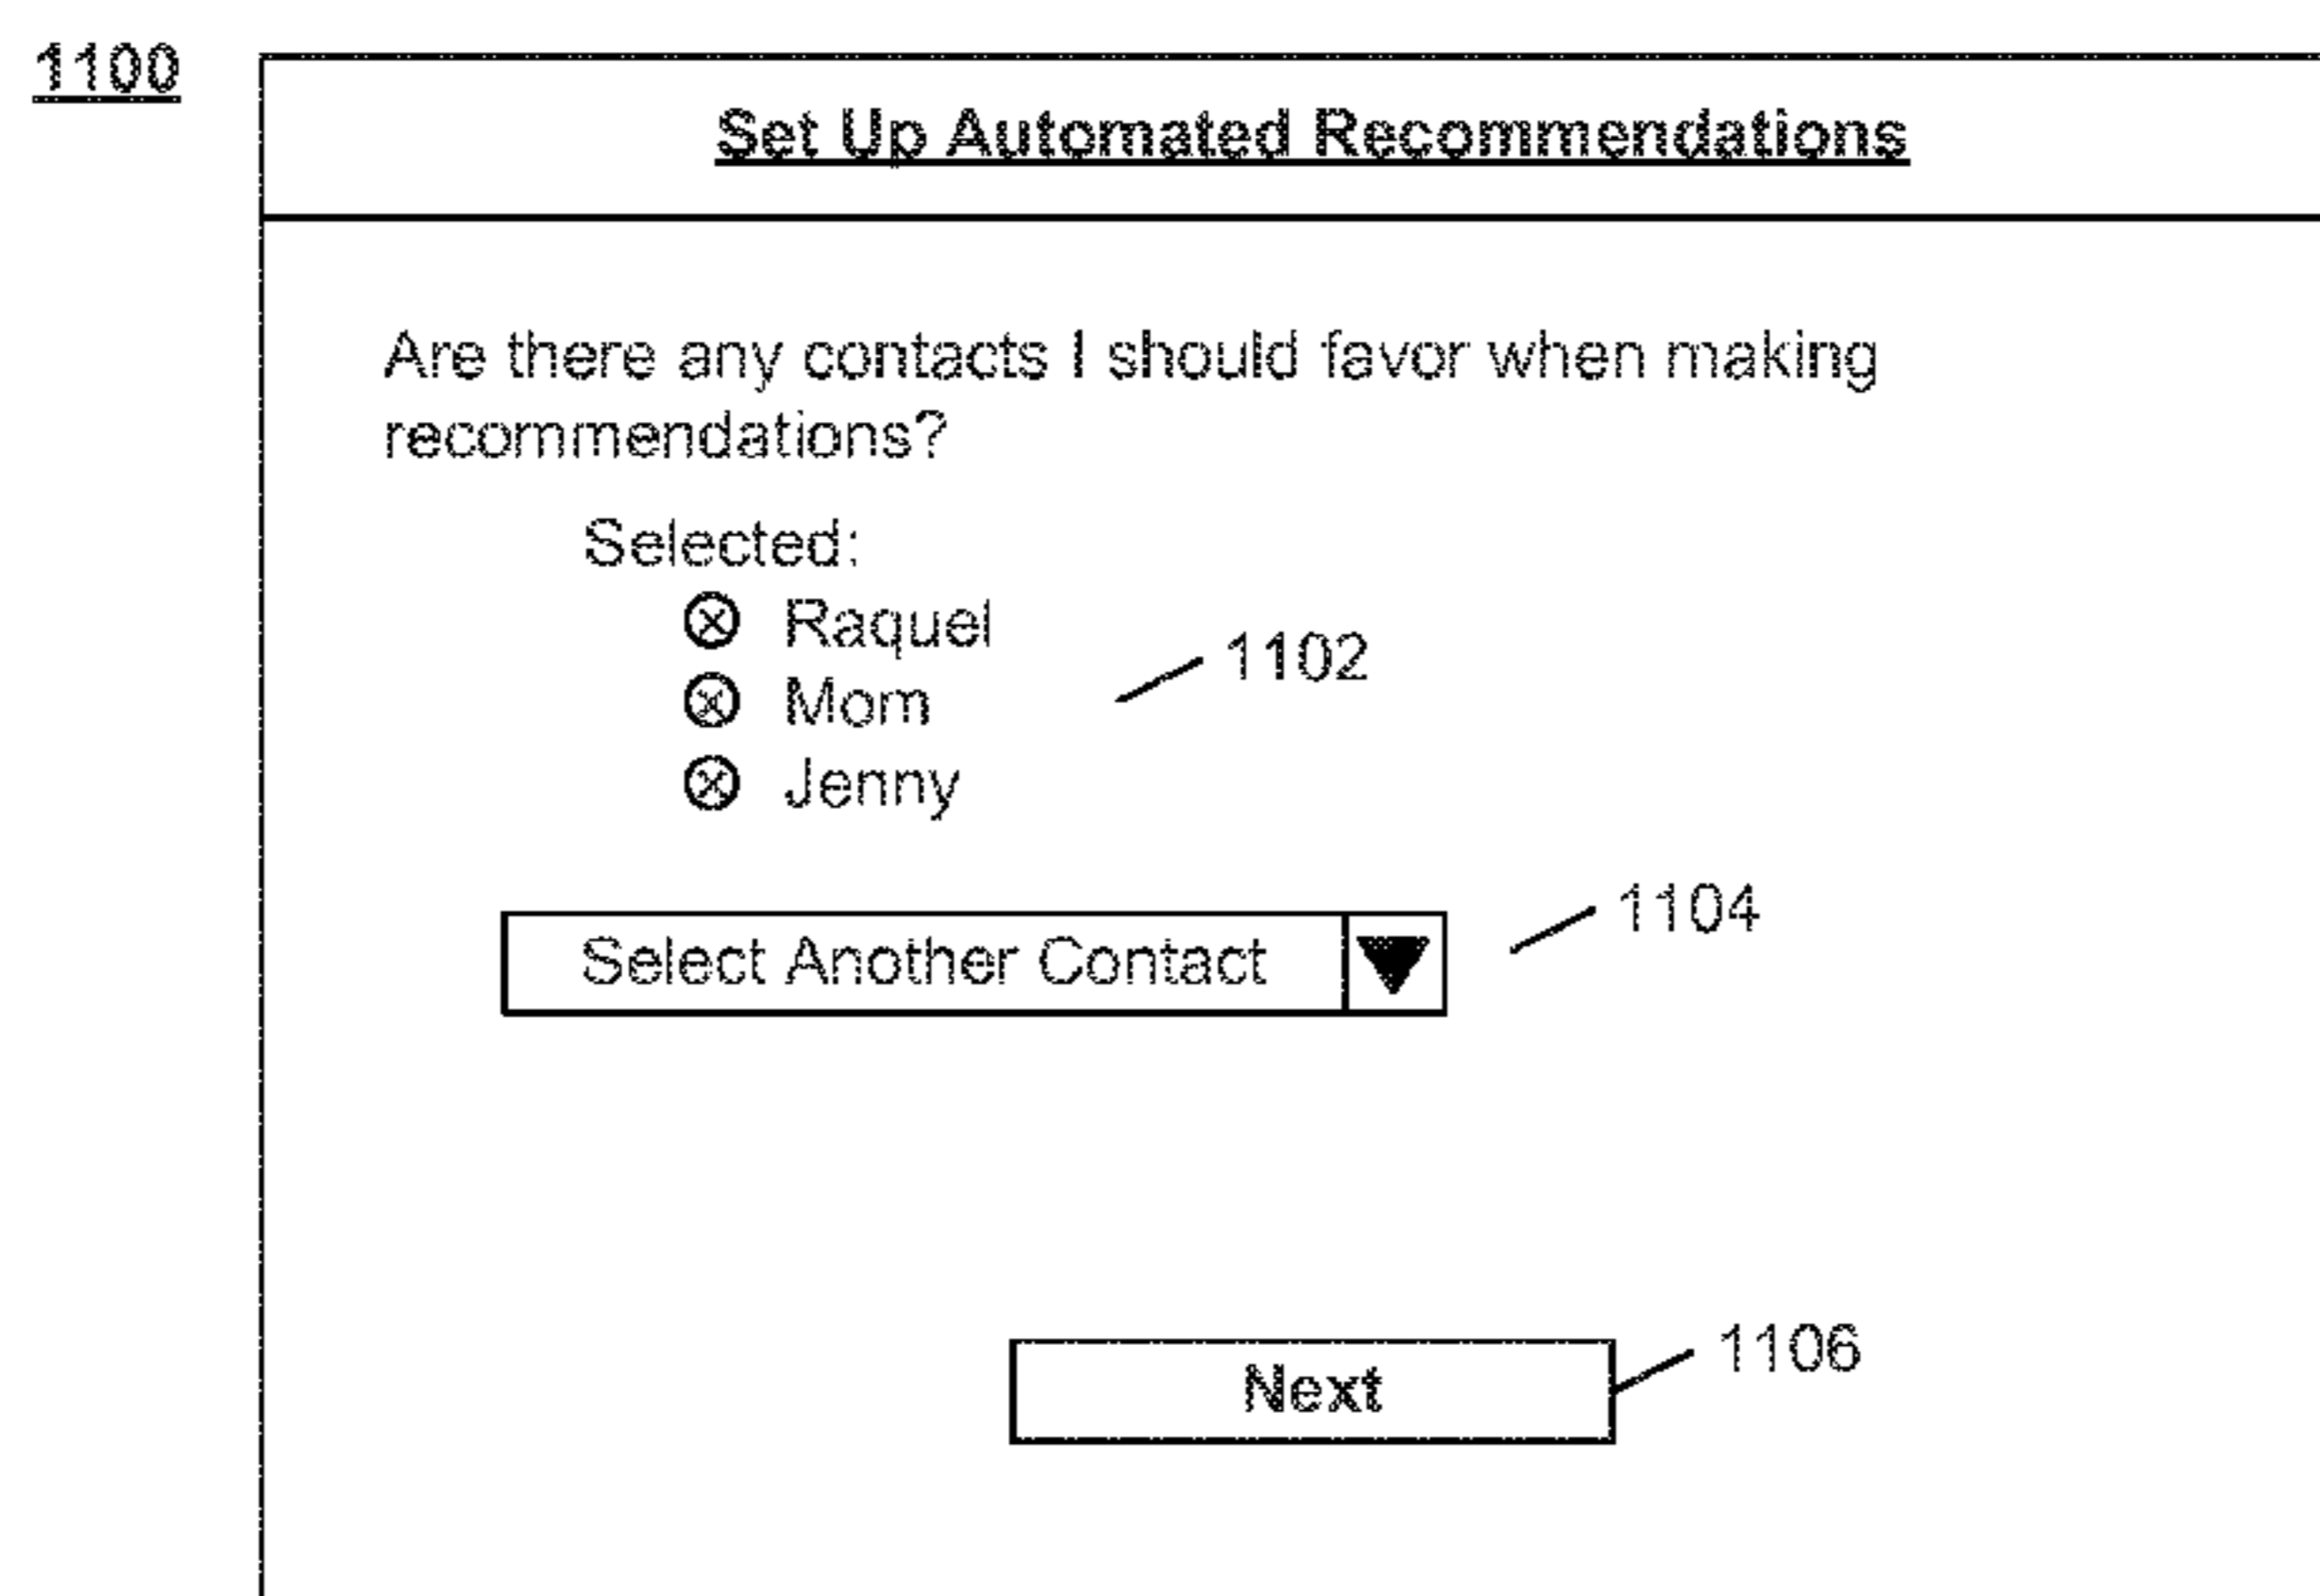 1100
Set Up Automated Recommendations
Are there any contacts I should favor when making
recommendations?
Selected:
Raquel
1102
Mom
Jenny
1104
Select Another Contact
1106
Next